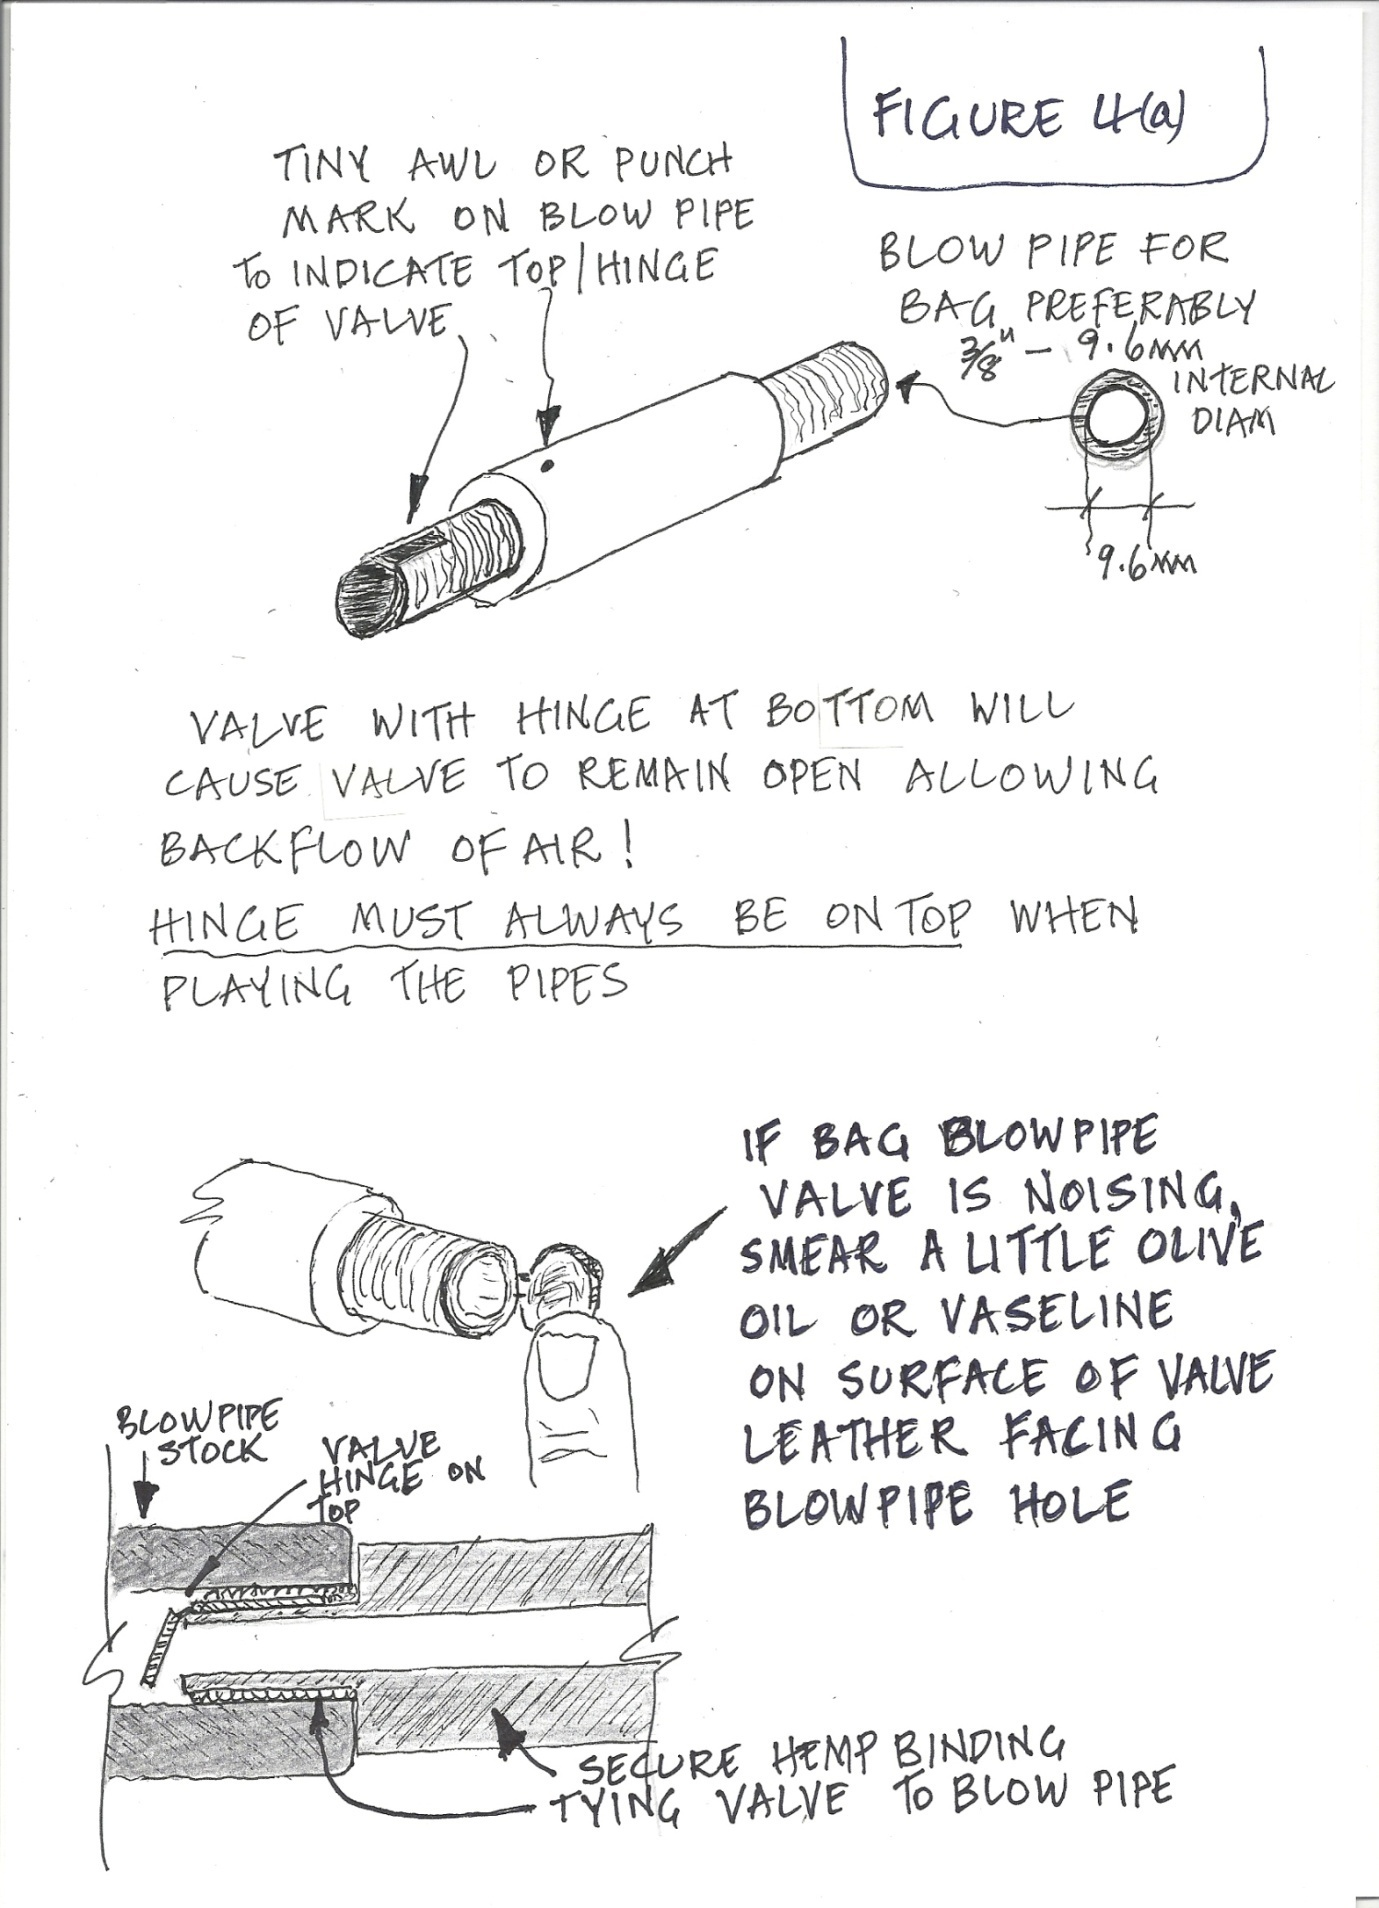 FIGURE 4(a)
TINY AWL OR PUNCH
MARK ON BLOW PIPE
TO INDICATE TOP/HINGE
OF VALVE
BLOW PIPE FOR
BAG PREFERABLY
3/8" - 9.6mm
INTERNAL
DIAM
9.6mm
VALVE WITH HINGE AT BOTTOM WILL
CAUSE VALVE TO REMAIN OPEN ALLOWING
BACKFLOW OF AIR!
HINGE MUST ALWAYS BE ON TOP WHEN
PLAYING THE PIPES
IF BAG BLOWPIPE
VALVE IS NOISING,
SMEAR A LITTLE OLIVE
OIL OR VASELINE
ON SURFACE OF VALVE
LEATHER FACING
BLOWPIPE HOLE
BLOWPIPE
STOCK
VALVE
HINGE ON
TOP
SECURE HEMP BINDING
TYING VALVE TO BLOW PIPE